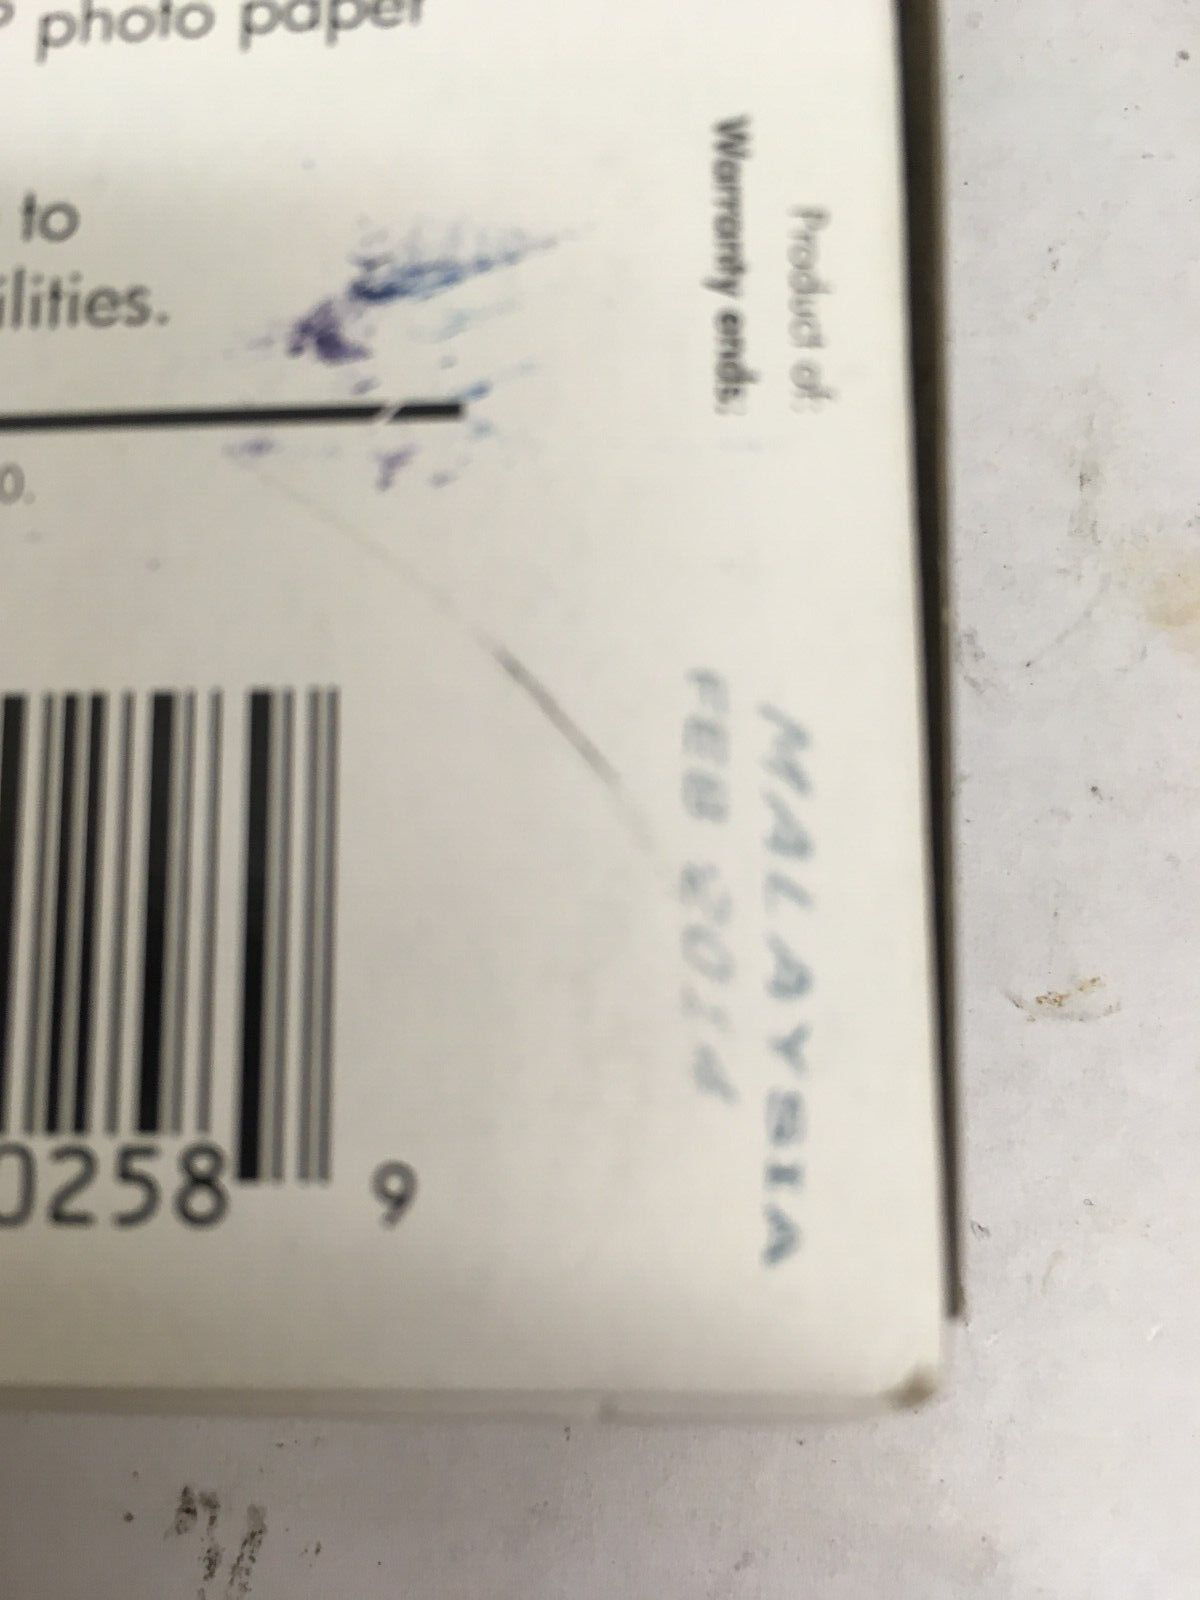 photo paper
to
ilities.
0.
0258 9
Product of: MALAYSIA
Warranty ends: FEB 2014